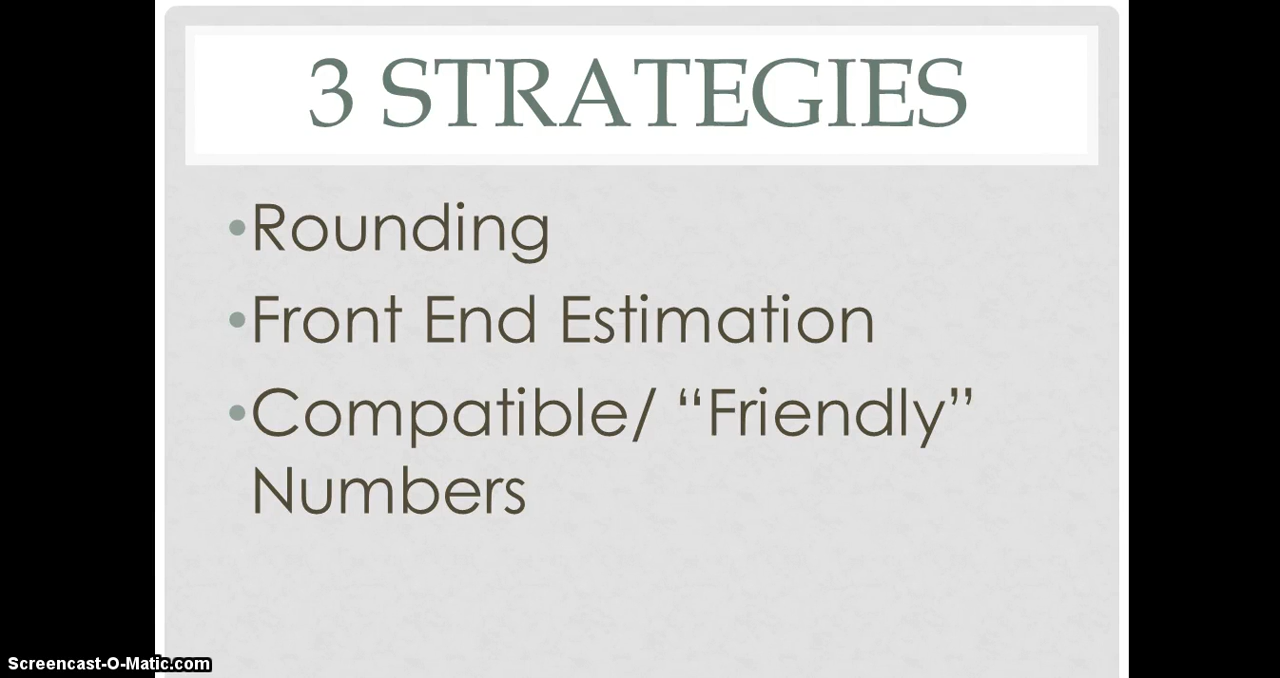 3 STRATEGIES
•Rounding
•Front End Estimation
•Compatible/ “Friendly”
Numbers
Screencast-O-Matic.com